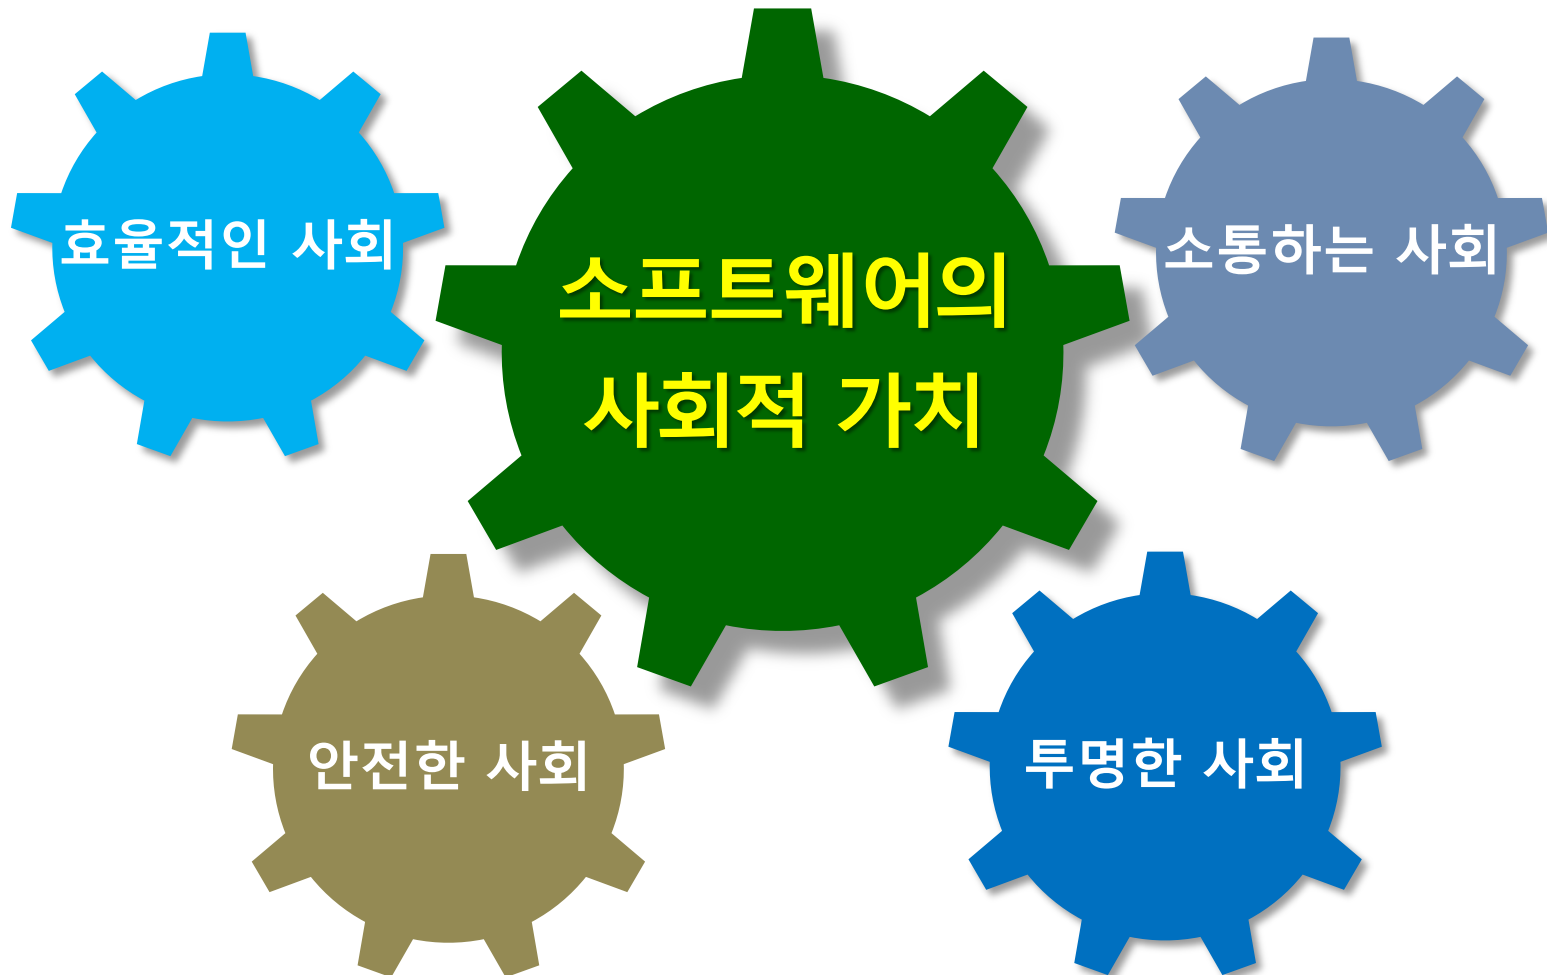 효율적인 사회
소프트웨어의
사회적 가치
소통하는 사회
안전한 사회
투명한 사회